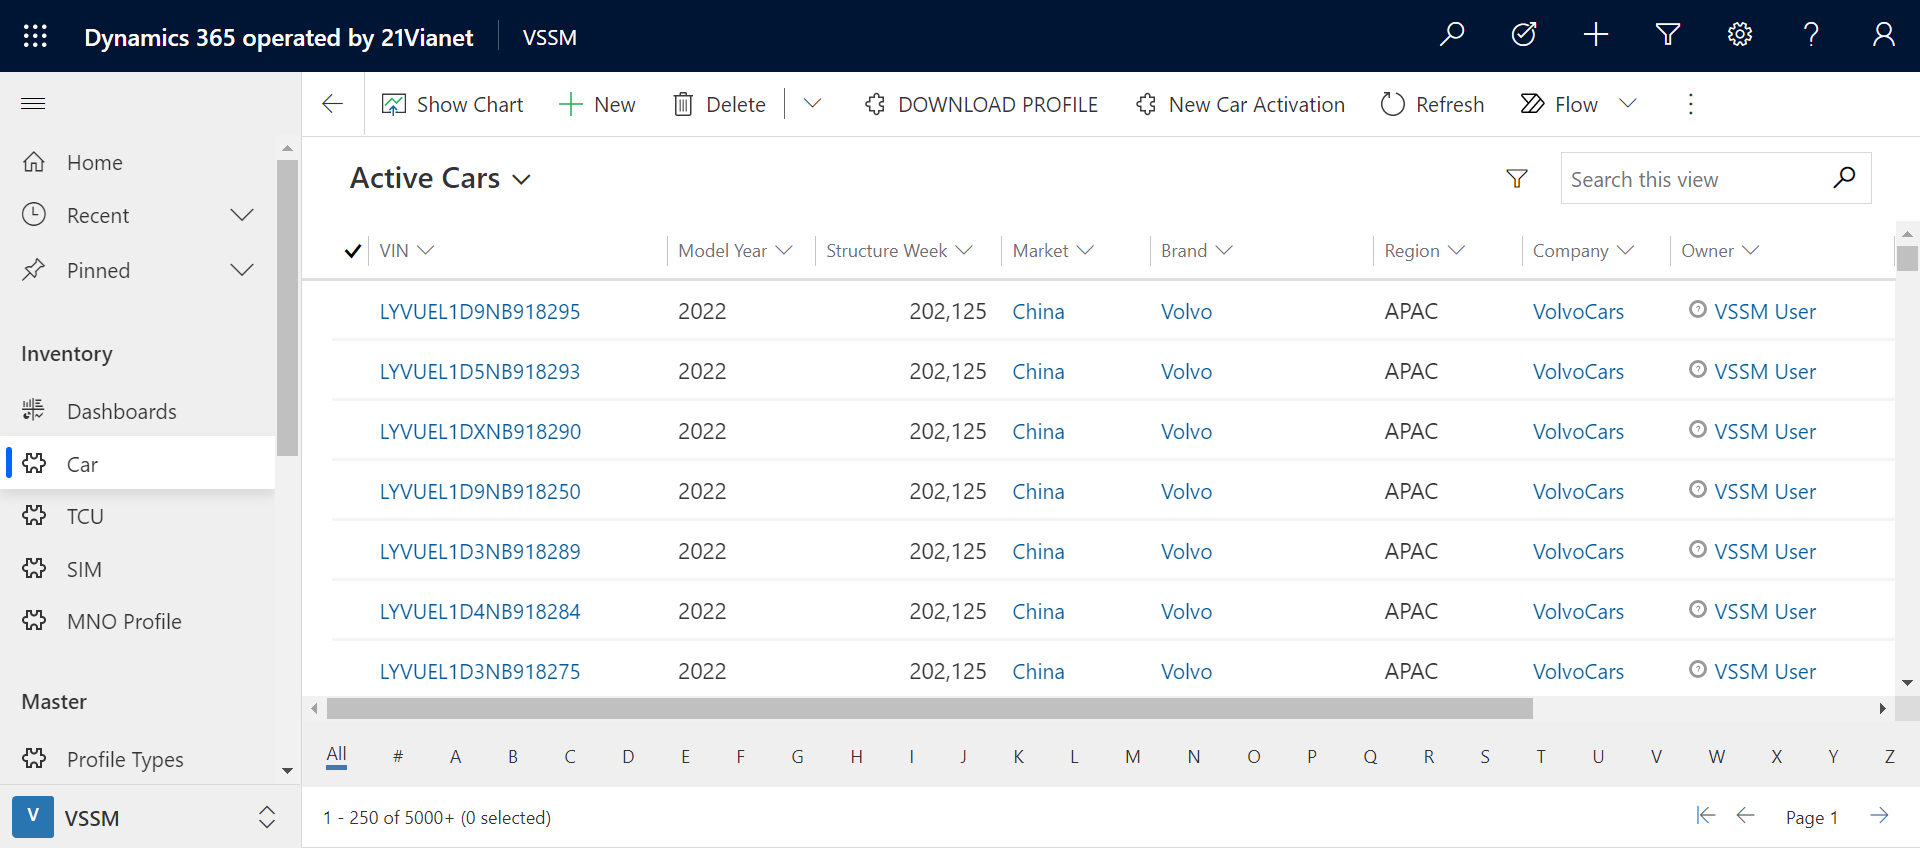 Dynamics 365 operated by 21Vianet VSSM
Show Chart New Delete DOWNLOAD PROFILE New Car Activation Refresh Flow
Home
Recent
Pinned
Inventory
Dashboards
Car
TCU
SIM
MNO Profile
Master
Profile Types
V VSSM
Active Cars
Search this view
VIN Model Year Structure Week Market Brand Region Company Owner
LYVUEL1D9NB918295 2022 202,125 China Volvo APAC VolvoCars VSSM User
LYVUEL1D5NB918293 2022 202,125 China Volvo APAC VolvoCars VSSM User
LYVUEL1DXNB918290 2022 202,125 China Volvo APAC VolvoCars VSSM User
LYVUEL1D9NB918250 2022 202,125 China Volvo APAC VolvoCars VSSM User
LYVUEL1D3NB918289 2022 202,125 China Volvo APAC VolvoCars VSSM User
LYVUEL1D4NB918284 2022 202,125 China Volvo APAC VolvoCars VSSM User
LYVUEL1D3NB918275 2022 202,125 China Volvo APAC VolvoCars VSSM User
All # A B C D E F G H I J K L M N O P Q R S T U V W X Y Z
1 - 250 of 5000+ (0 selected) Page 1